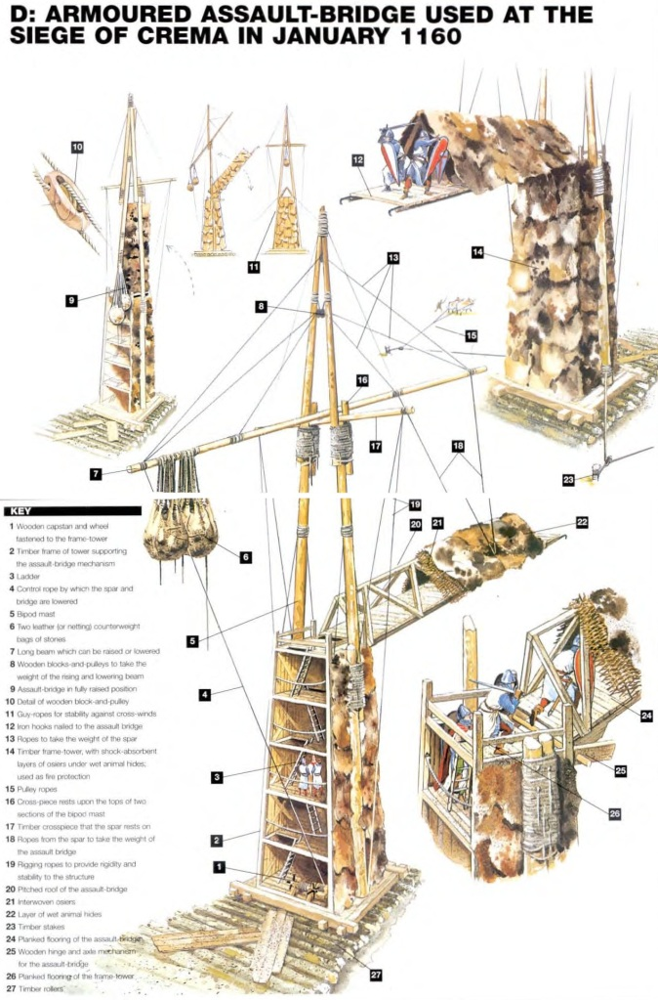 D: ARMOURED ASSAULT-BRIDGE USED AT THE
SIEGE OF CREMA IN JANUARY 1160
10
12
11
14
9
13
8
15
16
17
7
18
23
KEY
1 Wooden capstan and wheel
fastened to the frame-tower
2 Timber frame of tower supporting
the assault-bridge mechanism
3 Ladder
4 Control rope by which the spar and
bridge are lowered
5 Bipod mast
6 Two leather (or netting) counterweight
bags of stones
7 Long beam which can be raised or lowered
8 Wooden blocks-and-pulleys to take the
weight of the rising and lowering beam
9 Assault-bridge in fully raised position
10 Detail of wooden block-and-pulley
11 Guy-ropes for stability against cross-winds
12 Iron hooks nailed to the assault bridge
13 Ropes to take the weight of the spar
14 Timber frame-tower, with shock-absorbent
layers of osiers under wet animal hides,
used as fire protection
15 Pulley ropes
16 Cross-piece rests upon the tops of two
sections of the bipod mast
17 Timber crosspiece that the spar rests on
18 Ropes from the spar to take the weight of
the assault bridge
19 Rigging ropes to provide rigidity and
stability to the structure
20 Pitched roof of the assault-bridge
21 Interwoven osiers
22 Layer of wet animal hides
23 Timber stakes
24 Planked flooring of the assault-bridge
25 Wooden hinge and axle mechanism
for the assault-bridge
26 Planked flooring of the frame-tower
27 Timber rollers
19
20
21
22
6
5
4
24
3
25
26
2
1
27